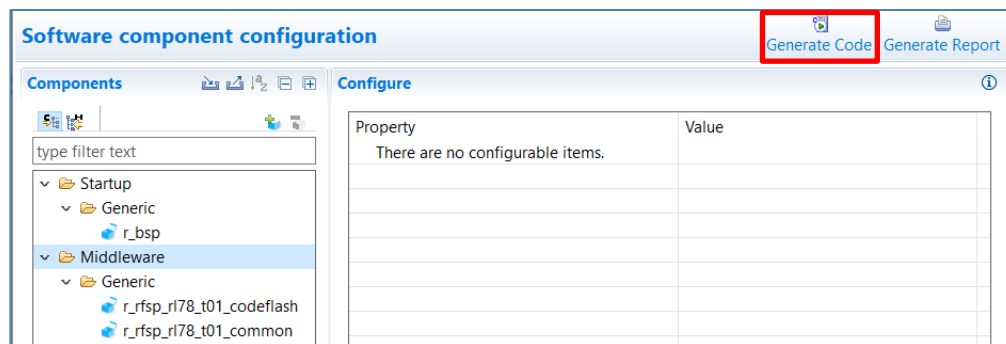 Software component configuration
Generate Code Generate Report
Components
Configure
type filter text
Startup
Generic
r_bsp
Middleware
Generic
r_rfsp_rl78_t01_codeflash
r_rfsp_rl78_t01_common
Property Value
There are no configurable items.